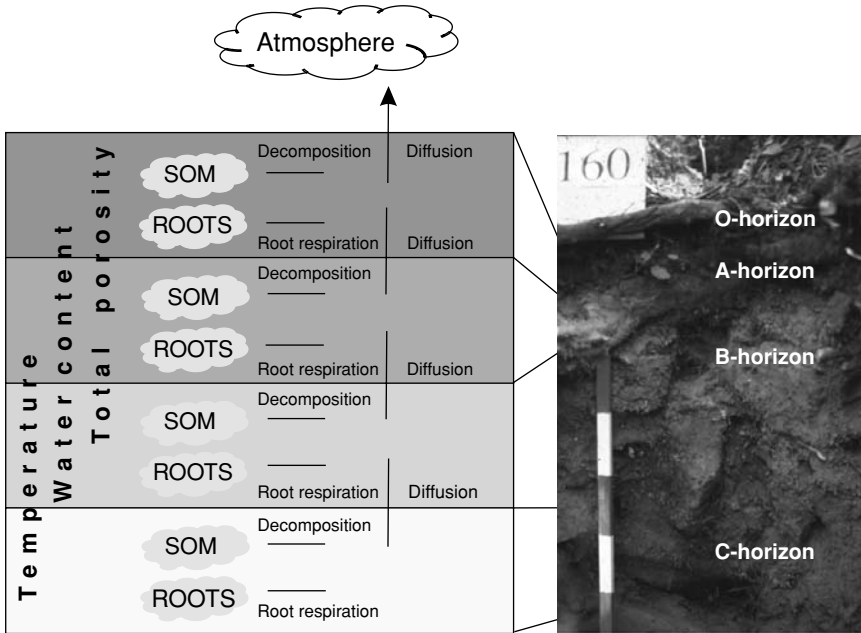 Atmosphere
Temperature
Water content
Total porosity
Decomposition Diffusion
SOM
ROOTS
Root respiration Diffusion
Decomposition
SOM
ROOTS
Root respiration Diffusion
Decomposition
SOM
ROOTS
Root respiration Diffusion
Decomposition
SOM
ROOTS
Root respiration
160
O-horizon
A-horizon
B-horizon
C-horizon